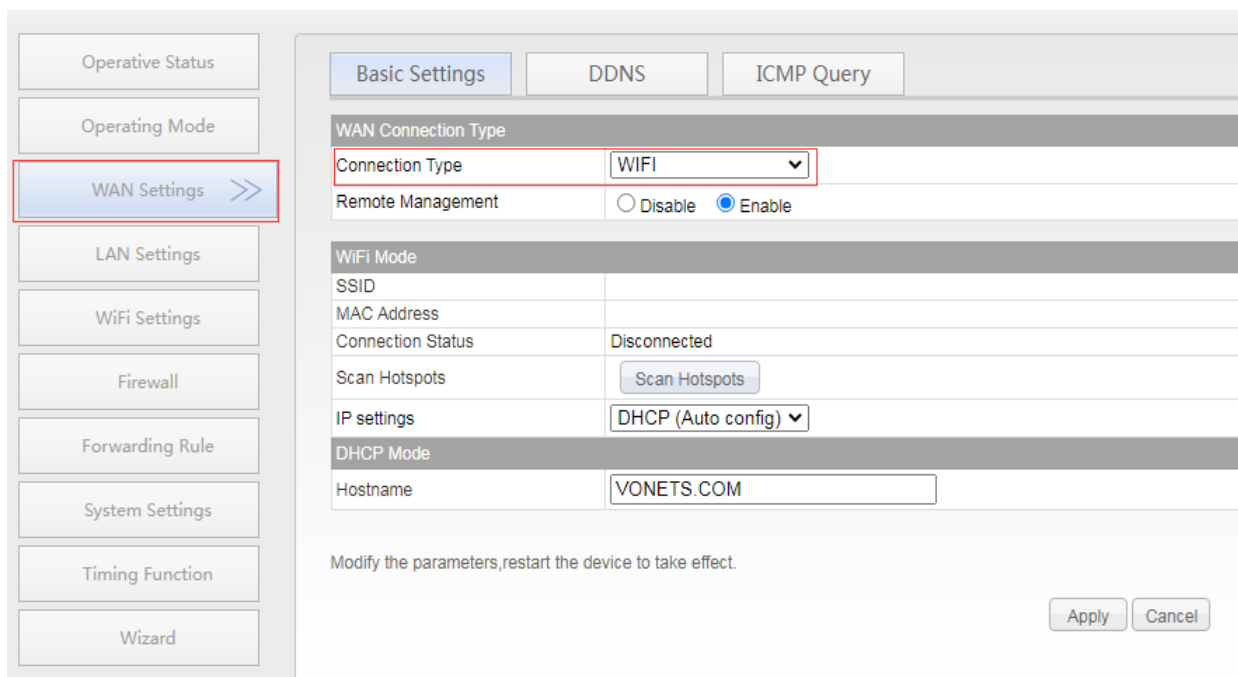 Operative Status
Operating Mode
WAN Settings
LAN Settings
WiFi Settings
Firewall
Forwarding Rule
System Settings
Timing Function
Wizard
Basic Settings DDNS ICMP Query
WAN Connection Type
Connection Type WIFI
Remote Management Disable Enable
WiFi Mode
SSID
MAC Address
Connection Status Disconnected
Scan Hotspots Scan Hotspots
IP settings DHCP (Auto config)
DHCP Mode
Hostname VONETS.COM
Modify the parameters,restart the device to take effect.
Apply Cancel